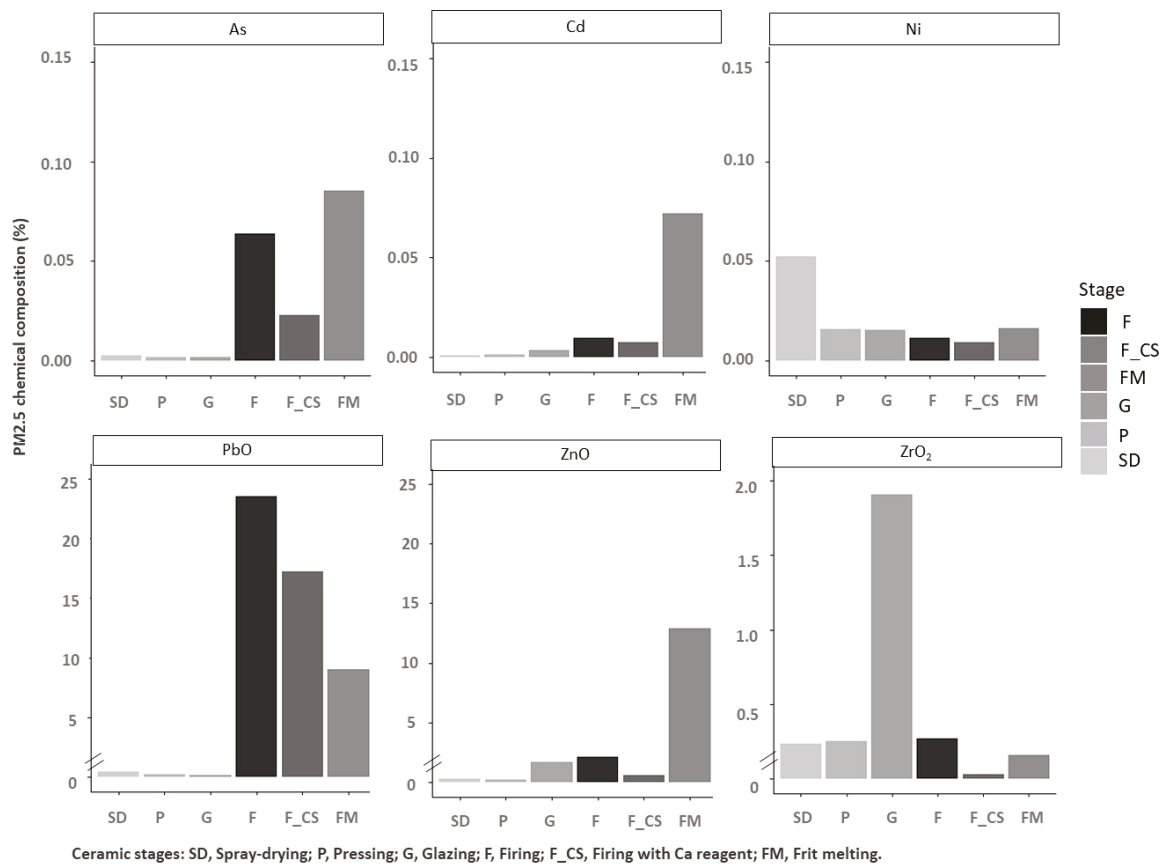 As
Cd
Ni
PM2.5 chemical composition (%)
0.15
0.10
0.05
0.00
SD P G F F_CS FM
0.15
0.10
0.05
0.00
SD P G F F_CS FM
0.15
0.10
0.05
0.00
SD P G F F_CS FM
Stage
F
F_CS
FM
G
P
SD
PbO
ZnO
ZrO₂
25
20
15
10
5
0
SD P G F F_CS FM
25
20
15
10
5
0
SD P G F F_CS FM
2.0
1.5
1.0
0.5
0
SD P G F F_CS FM
Ceramic stages: SD, Spray-drying; P, Pressing; G, Glazing; F, Firing; F_CS, Firing with Ca reagent; FM, Frit melting.